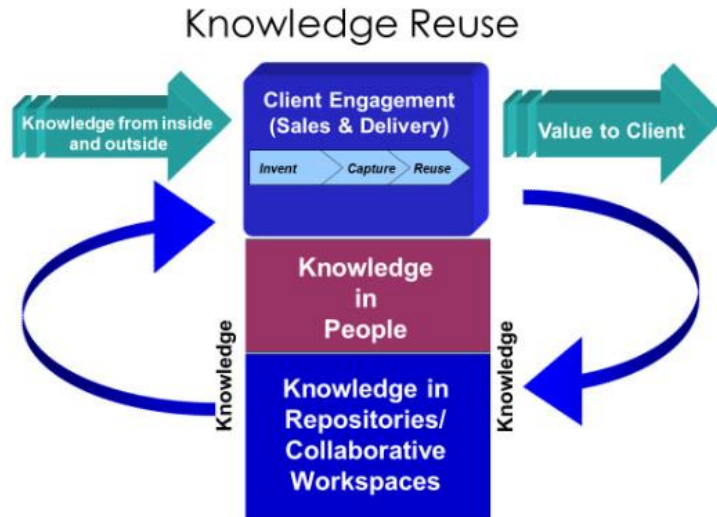 Knowledge Reuse
Knowledge from inside
and outside
Client Engagement
(Sales & Delivery)
Invent
Capture
Reuse
Value to Client
Knowledge
in
People
Knowledge
Knowledge in
Repositories/
Collaborative
Workspaces
Knowledge